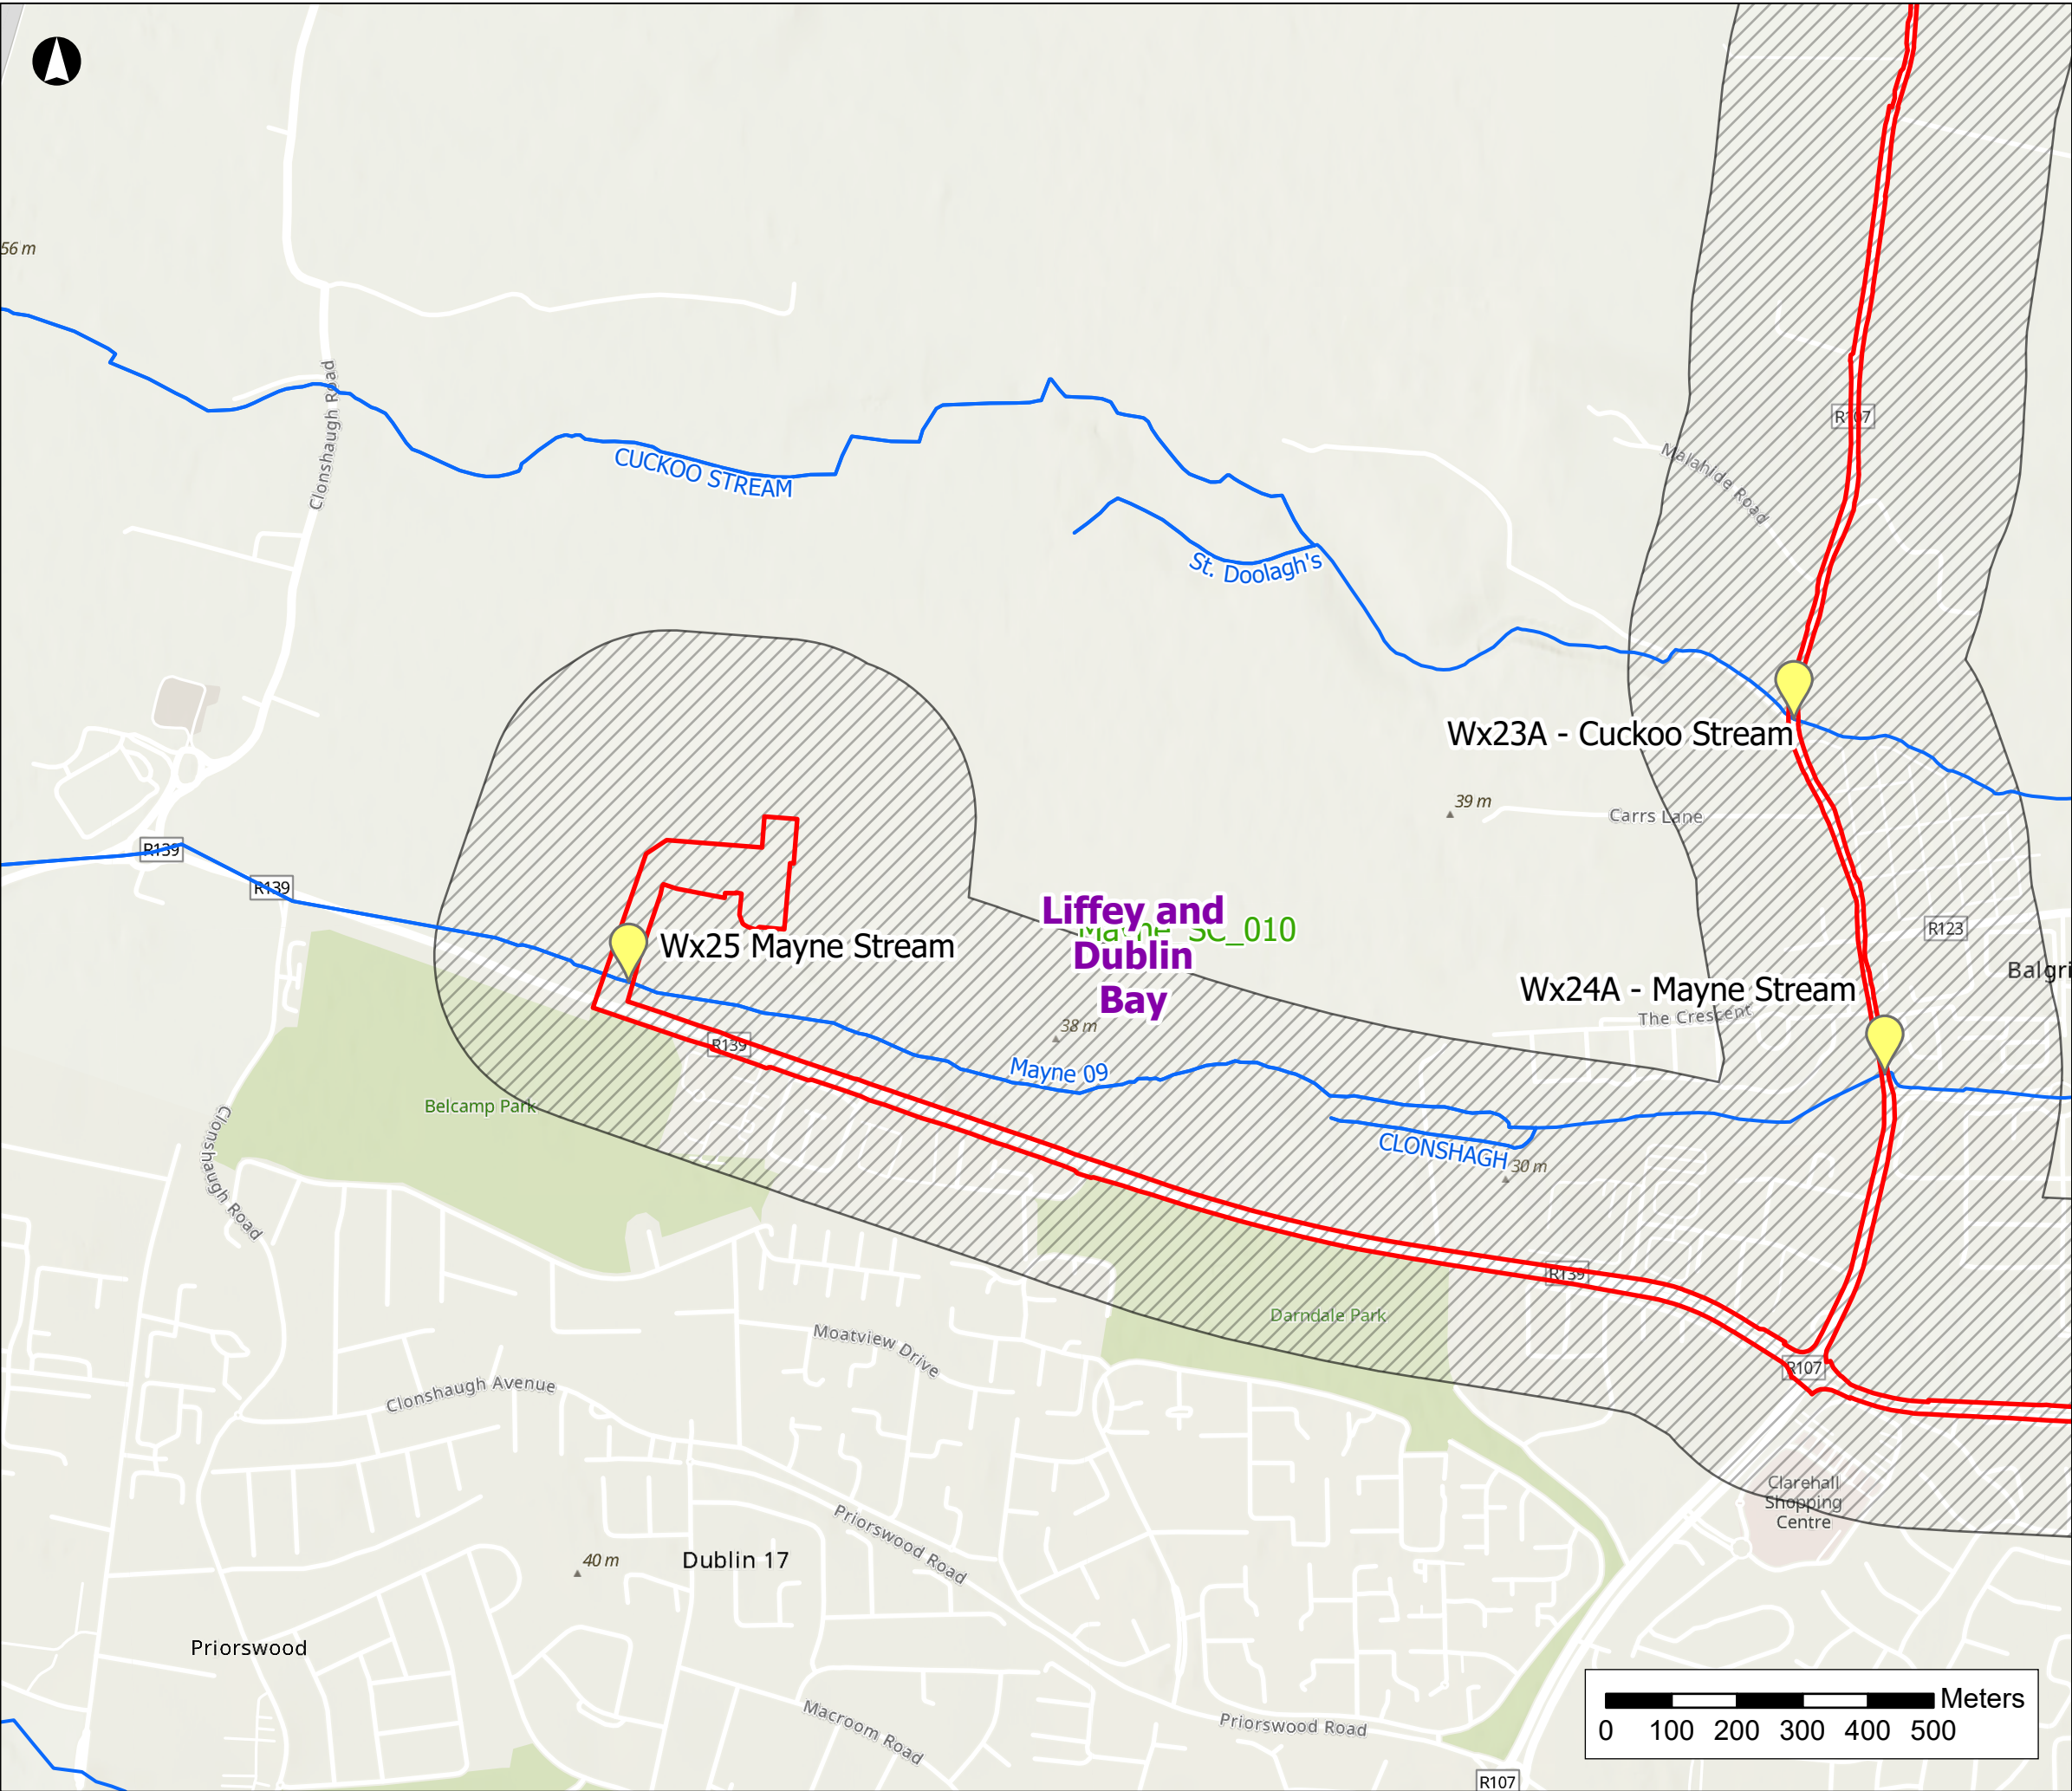 56 m
Clonshaugh Road
CUCKOO STREAM
R107
Malahide Road
St. Doolagh's
Wx23A - Cuckoo Stream
39 m
Carrs Lane
R139
R139
Liffey and
Dublin
Bay
SC_010
R123
Wx25 Mayne Stream
Balgri
Wx24A - Mayne Stream
The Crescent
38 m
R139
Mayne 09
Belcamp Park
CLONSHAGH
30 m
Clonshaugh Road
R139
Darndale Park
Moatview Drive
R107
Clonshaugh Avenue
Clarehall
Shopping
Centre
Priorswood Road
40 m
Dublin 17
Priorswood
Macroom Road
Priorswood Road
Meters
0 100 200 300 400 500
R107